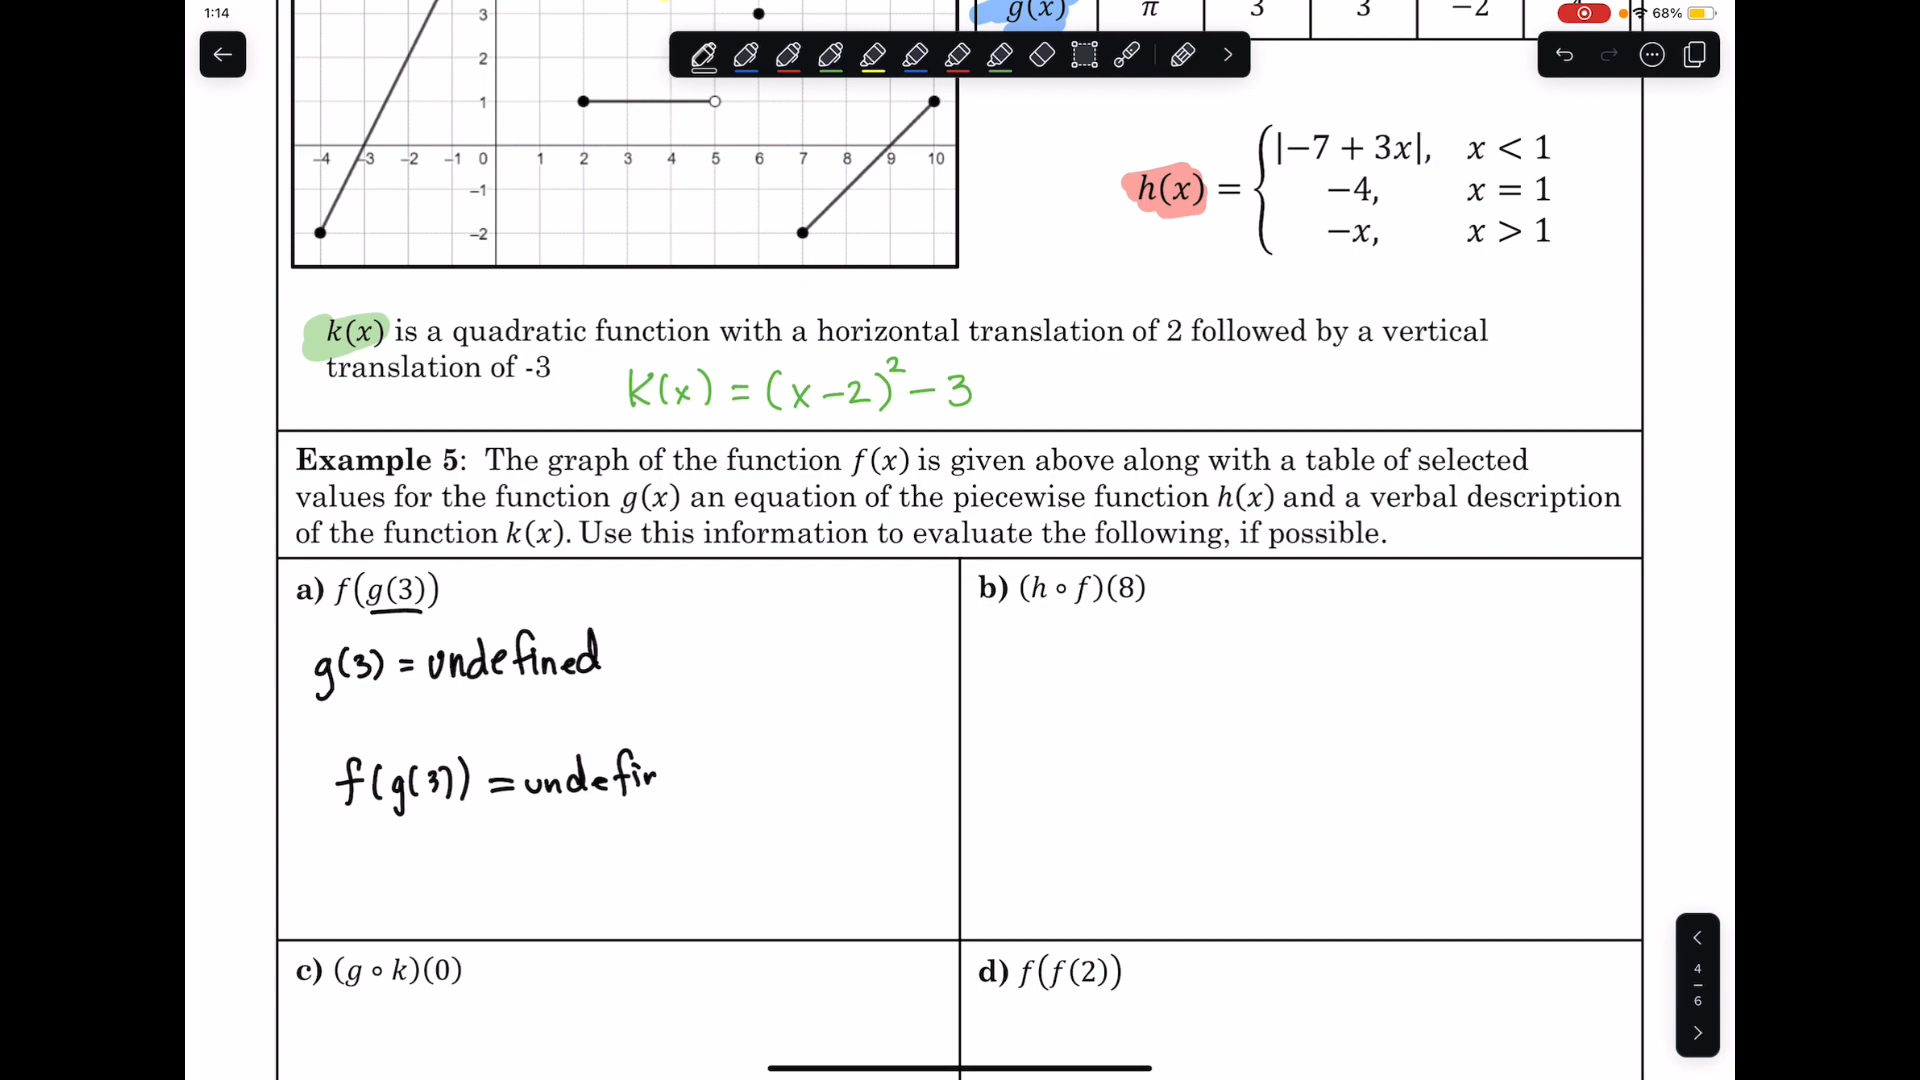 1:14
68%
3
g(x) π 3 3 −2
2
1
−4 −3 −2 −1 0 1 2 3 4 5 6 7 8 9 10
−1
−2
h(x) = { |−7 + 3x|, x < 1
−4, x = 1
−x, x > 1
k(x) is a quadratic function with a horizontal translation of 2 followed by a vertical
translation of -3
K(x) = (x−2)² − 3
Example 5: The graph of the function f(x) is given above along with a table of selected
values for the function g(x) an equation of the piecewise function h(x) and a verbal description
of the function k(x). Use this information to evaluate the following, if possible.
a) f(g(3))
g(3) = undefined
f(g(3)) = undefin
b) (h ∘ f)(8)
c) (g ∘ k)(0)
d) f(f(2))
4
6